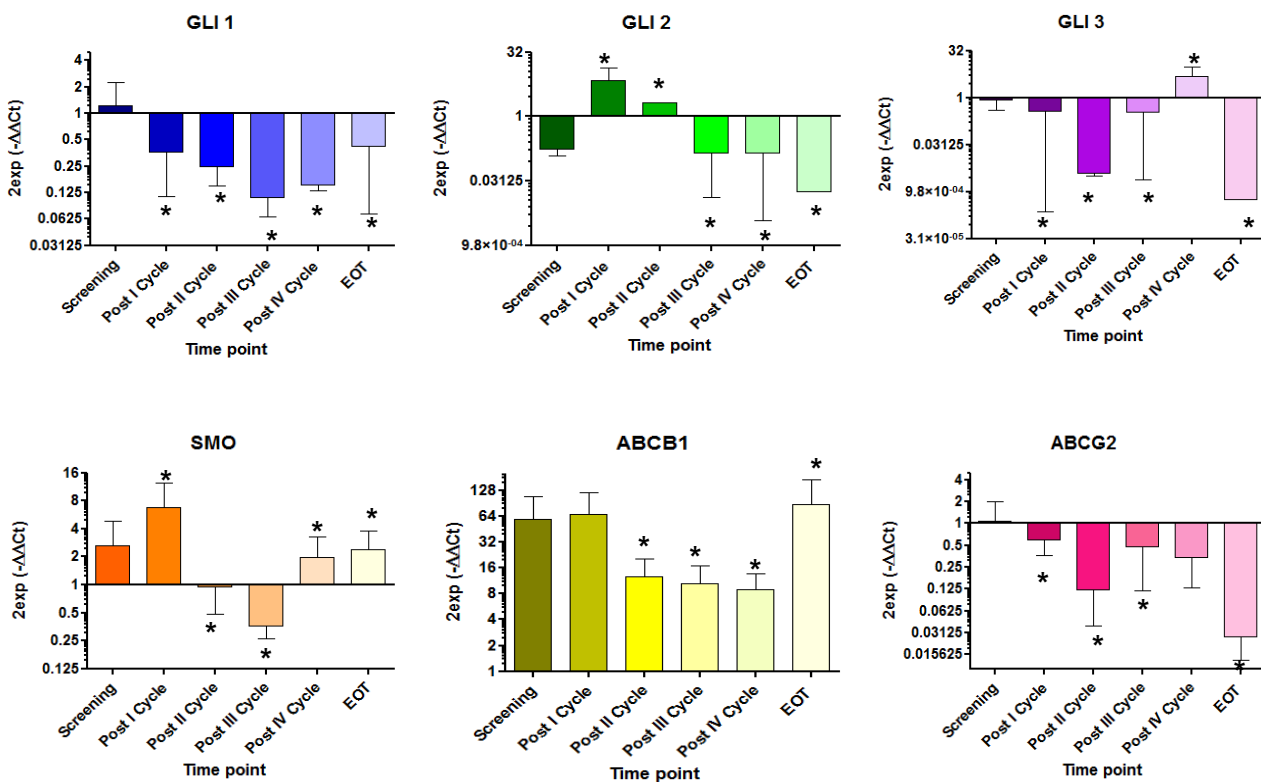 GLI 1
2exp (-ΔΔCt)
4
2
1
0.5
0.25
0.125
0.0625
0.03125
*
*
*
*
*
Screening
Post I Cycle
Post II Cycle
Post III Cycle
Post IV Cycle
EOT
Time point
GLI 2
2exp (-ΔΔCt)
32
1
0.03125
9.8×10⁻⁰⁴
*
*
*
*
*
Screening
Post I Cycle
Post II Cycle
Post III Cycle
Post IV Cycle
EOT
Time point
GLI 3
2exp (-ΔΔCt)
32
1
0.03125
9.8×10⁻⁰⁴
3.1×10⁻⁰⁵
*
*
*
*
*
Screening
Post I Cycle
Post II Cycle
Post III Cycle
Post IV Cycle
EOT
Time point
SMO
2exp (-ΔΔCt)
16
8
4
2
1
0.5
0.25
0.125
*
*
*
*
*
Screening
Post I Cycle
Post II Cycle
Post III Cycle
Post IV Cycle
EOT
Time point
ABCB1
2exp (-ΔΔCt)
128
64
32
16
8
4
2
1
*
*
*
*
Screening
Post I Cycle
Post II Cycle
Post III Cycle
Post IV Cycle
EOT
Time point
ABCG2
2exp (-ΔΔCt)
4
2
1
0.5
0.25
0.125
0.0625
0.03125
0.015625
*
*
*
*
Screening
Post I Cycle
Post II Cycle
Post III Cycle
Post IV Cycle
EOT
Time point